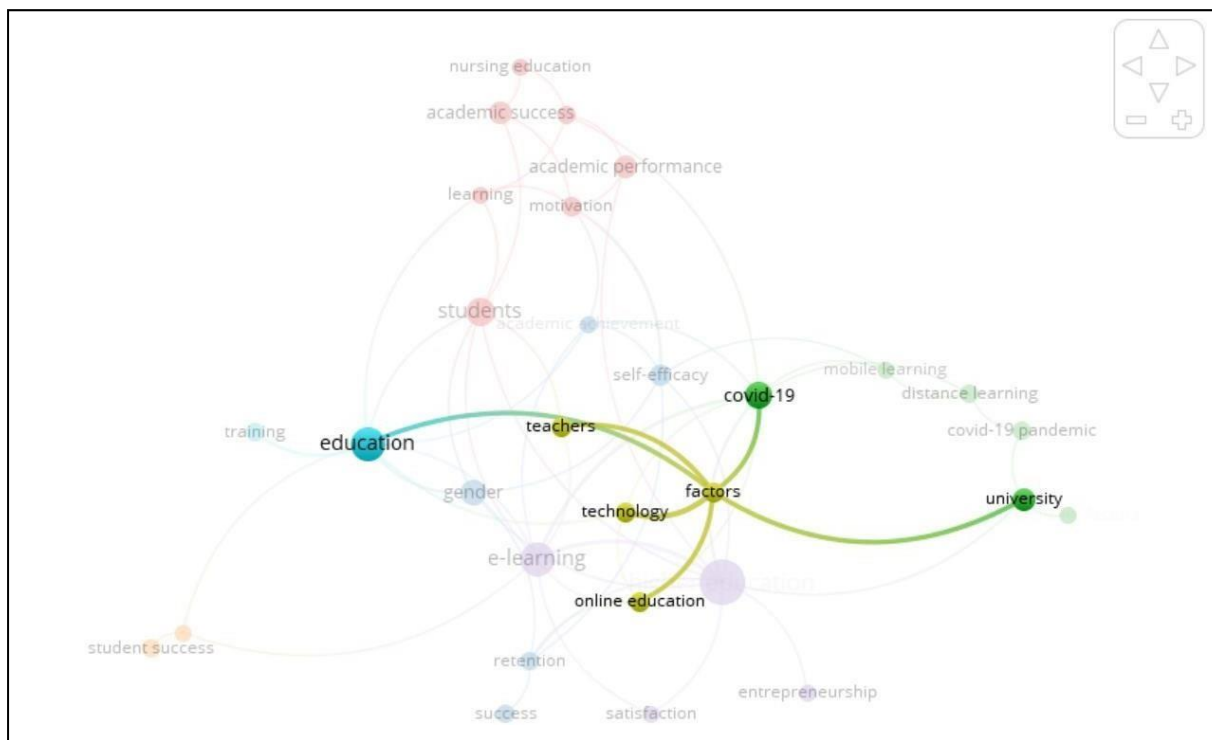 nursing education
academic success
academic performance
learning
motivation
students
academic achievement
self-efficacy
covid-19
mobile learning
distance learning
teachers
training
education
covid-19 pandemic
gender
factors
university
technology
e-learning
education
online education
student success
retention
entrepreneurship
success
satisfaction